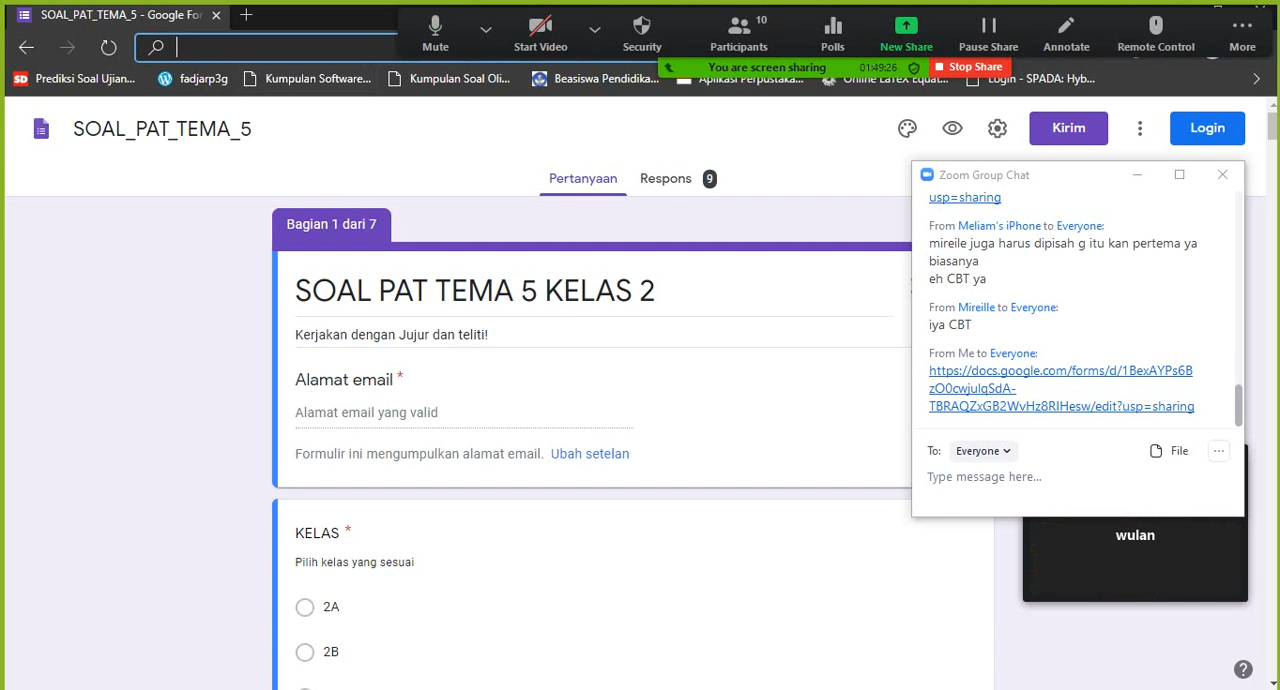 SOAL_PAT_TEMA_5 - Google For
Mute
Start Video
Security
Participants
10
Polls
New Share
Pause Share
Annotate
Remote Control
More
You are screen sharing
01:49:26
Stop Share
SD Prediksi Soal Ujian...
fadjarp3g
Kumpulan Software...
Kumpulan Soal Oli...
Beasiswa Pendidika...
Aplikasi Perpustaka...
Online LaTeX Equat...
Login - SPADA: Hyb...
SOAL_PAT_TEMA_5
Kirim
Login
Pertanyaan
Respons 9
Bagian 1 dari 7
SOAL PAT TEMA 5 KELAS 2
Kerjakan dengan Jujur dan teliti!
Alamat email *
Alamat email yang valid
Formulir ini mengumpulkan alamat email. Ubah setelan
KELAS *
Pilih kelas yang sesuai
2A
2B
Zoom Group Chat
usp=sharing
From Meliam's iPhone to Everyone:
mireile juga harus dipisah g itu kan pertema ya
biasanya
eh CBT ya
From Mireille to Everyone:
iya CBT
From Me to Everyone:
https://docs.google.com/forms/d/1BexAYPs6B
zO0cwjulqSdA-
TBRAQZxGB2WvHz8RIHesw/edit?usp=sharing
To: Everyone
File
Type message here...
wulan